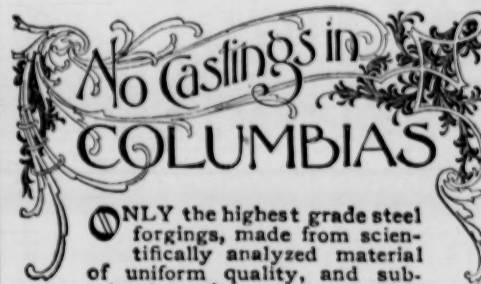 No Castings in
COLUMBIAS
ONLY the highest grade steel
forgings, made from scien-
tifically analyzed material
of uniform quality, and sub-